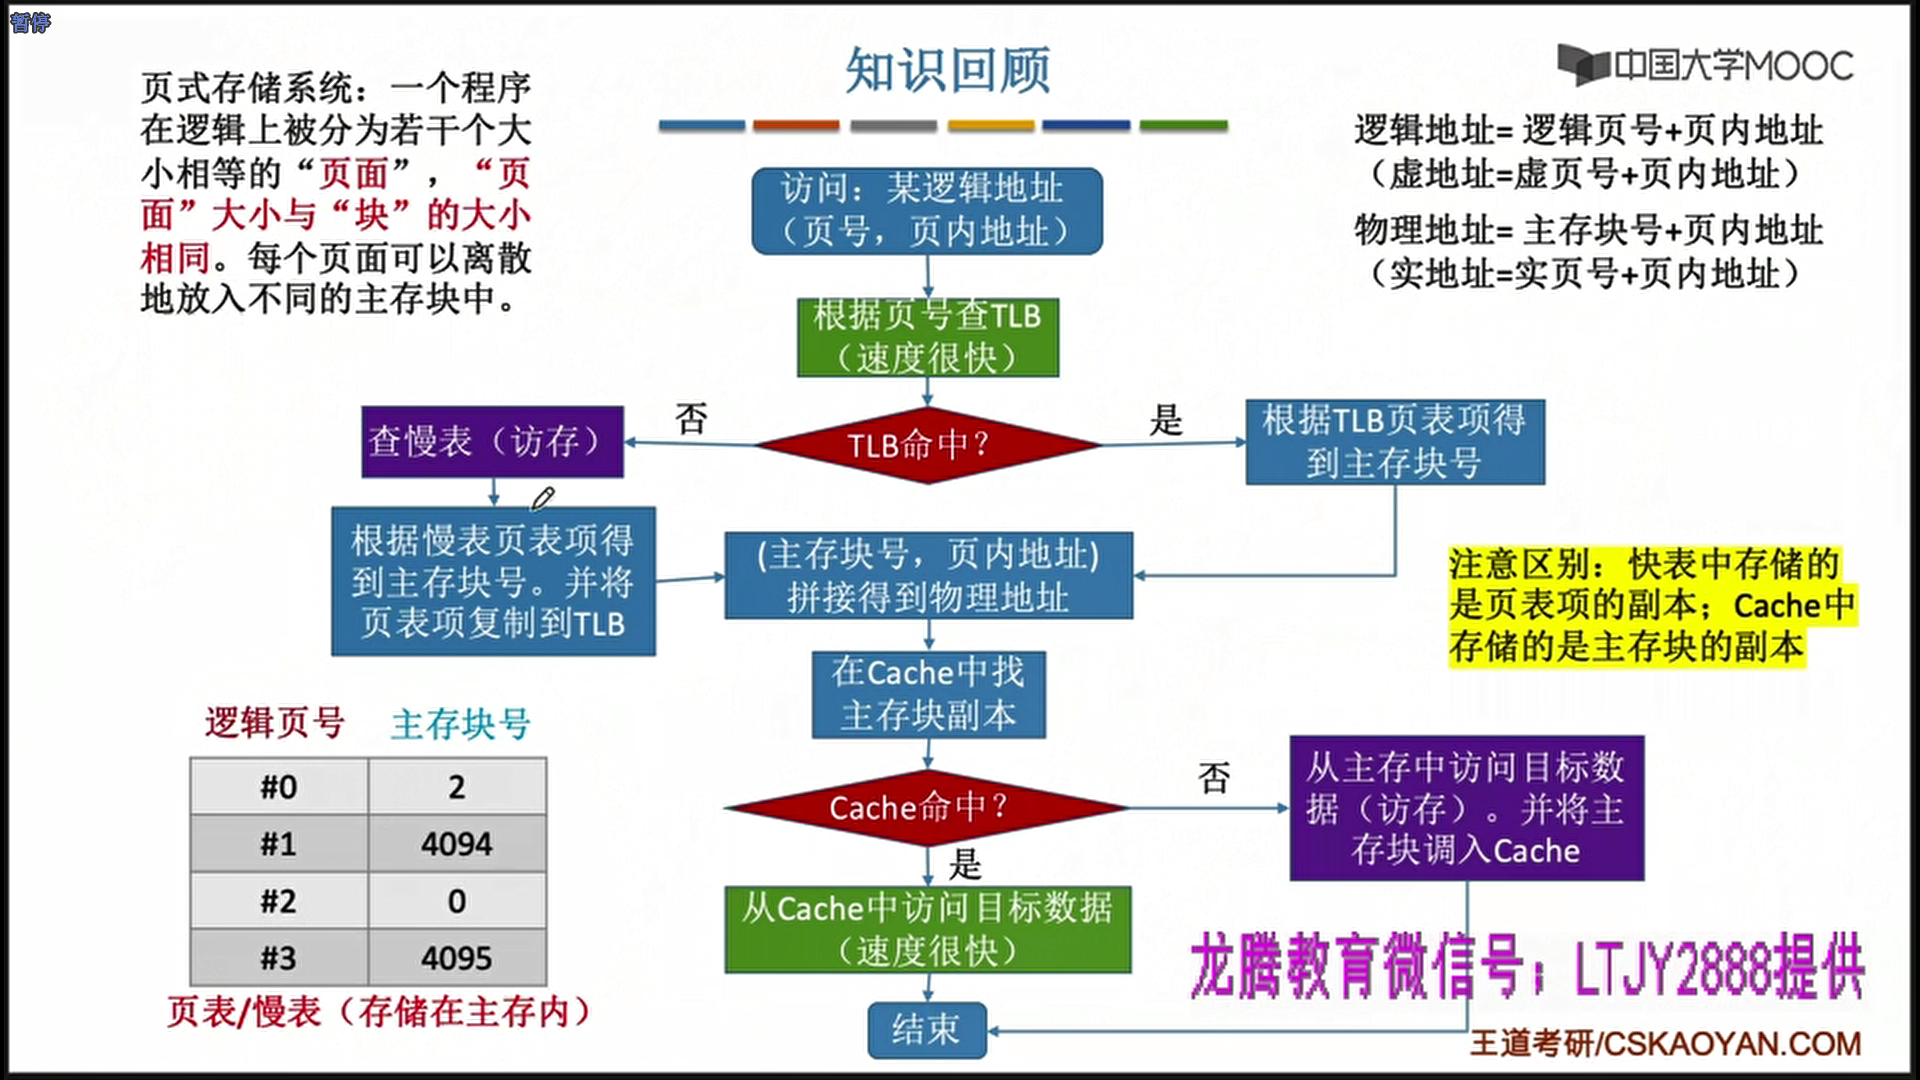 暂停
知识回顾
中国大学MOOC
页式存储系统：一个程序
在逻辑上被分为若干个大
小相等的“页面”，“页
面”大小与“块”的大小
相同。每个页面可以离散
地放入不同的主存块中。
逻辑地址= 逻辑页号+页内地址
（虚地址=虚页号+页内地址）
物理地址= 主存块号+页内地址
（实地址=实页号+页内地址）
访问：某逻辑地址
（页号，页内地址）
根据页号查TLB
（速度很快）
TLB命中？
否
是
查慢表（访存）
根据TLB页表项得
到主存块号
根据慢表页表项得
到主存块号。并将
页表项复制到TLB
(主存块号，页内地址)
拼接得到物理地址
注意区别：快表中存储的
是页表项的副本；Cache中
存储的是主存块的副本
在Cache中找
主存块副本
Cache命中？
否
是
从主存中访问目标数
据（访存）。并将主
存块调入Cache
从Cache中访问目标数据
（速度很快）
结束
逻辑页号 主存块号
#0 2
#1 4094
#2 0
#3 4095
页表/慢表（存储在主存内）
龙腾教育微信号：LTJY2888提供
王道考研/CSKAOYAN.COM